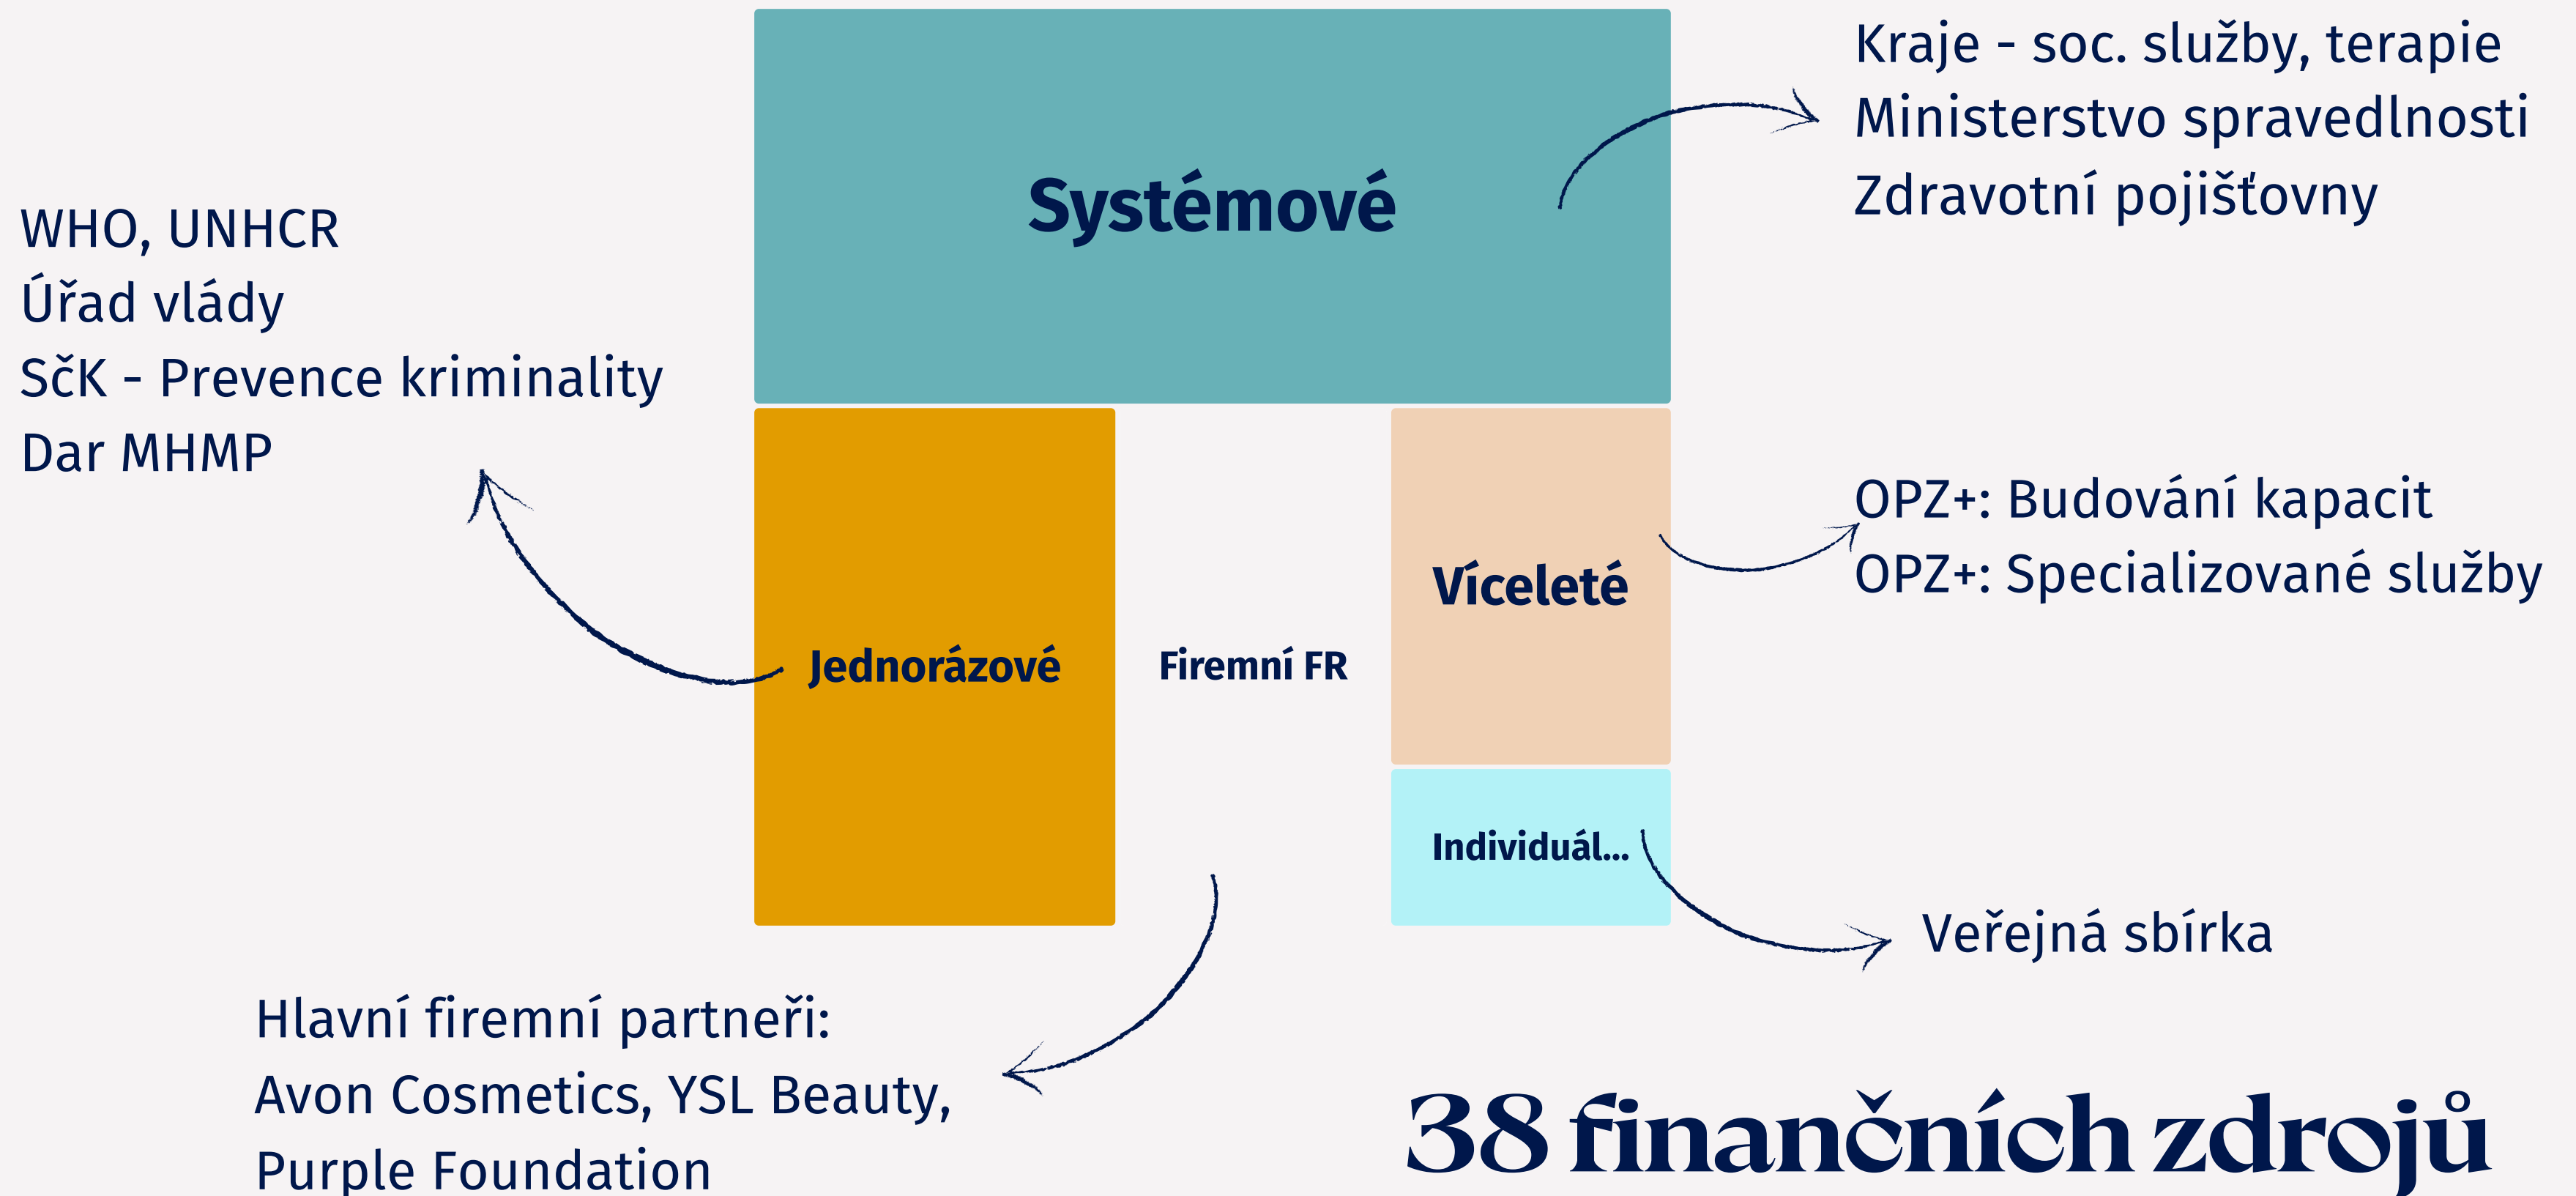 Kraje - soc. služby, terapie
Ministerstvo spravedlnosti
Zdravotní pojišťovny
Systémové
WHO, UNHCR
Úřad vlády
SčK - Prevence kriminality
Dar MHMP
Jednorázové
Firemní FR
Víceleté
OPZ+: Budování kapacit
OPZ+: Specializované služby
Individuál...
Veřejná sbírka
Hlavní firemní partneři:
Avon Cosmetics, YSL Beauty,
Purple Foundation
38 finančních zdrojů